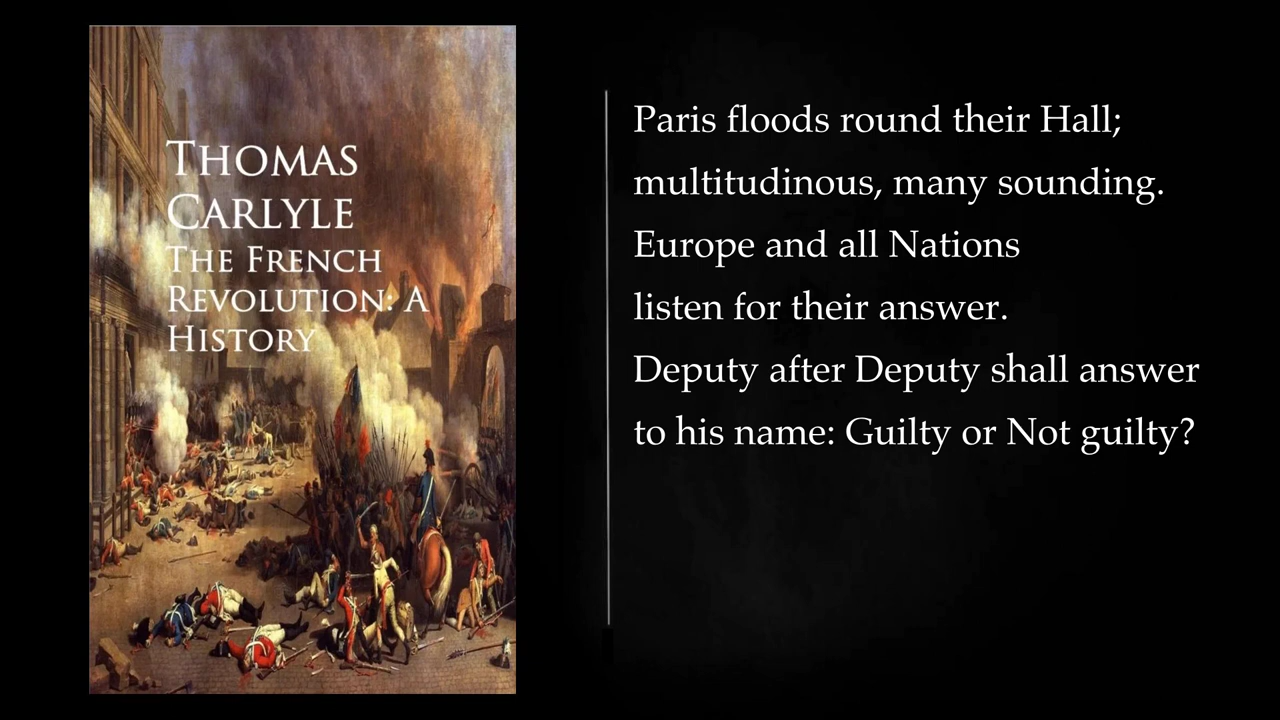 THOMAS
CARLYLE
THE FRENCH
REVOLUTION: A
HISTORY
Paris floods round their Hall;
multitudinous, many sounding.
Europe and all Nations
listen for their answer.
Deputy after Deputy shall answer
to his name: Guilty or Not guilty?